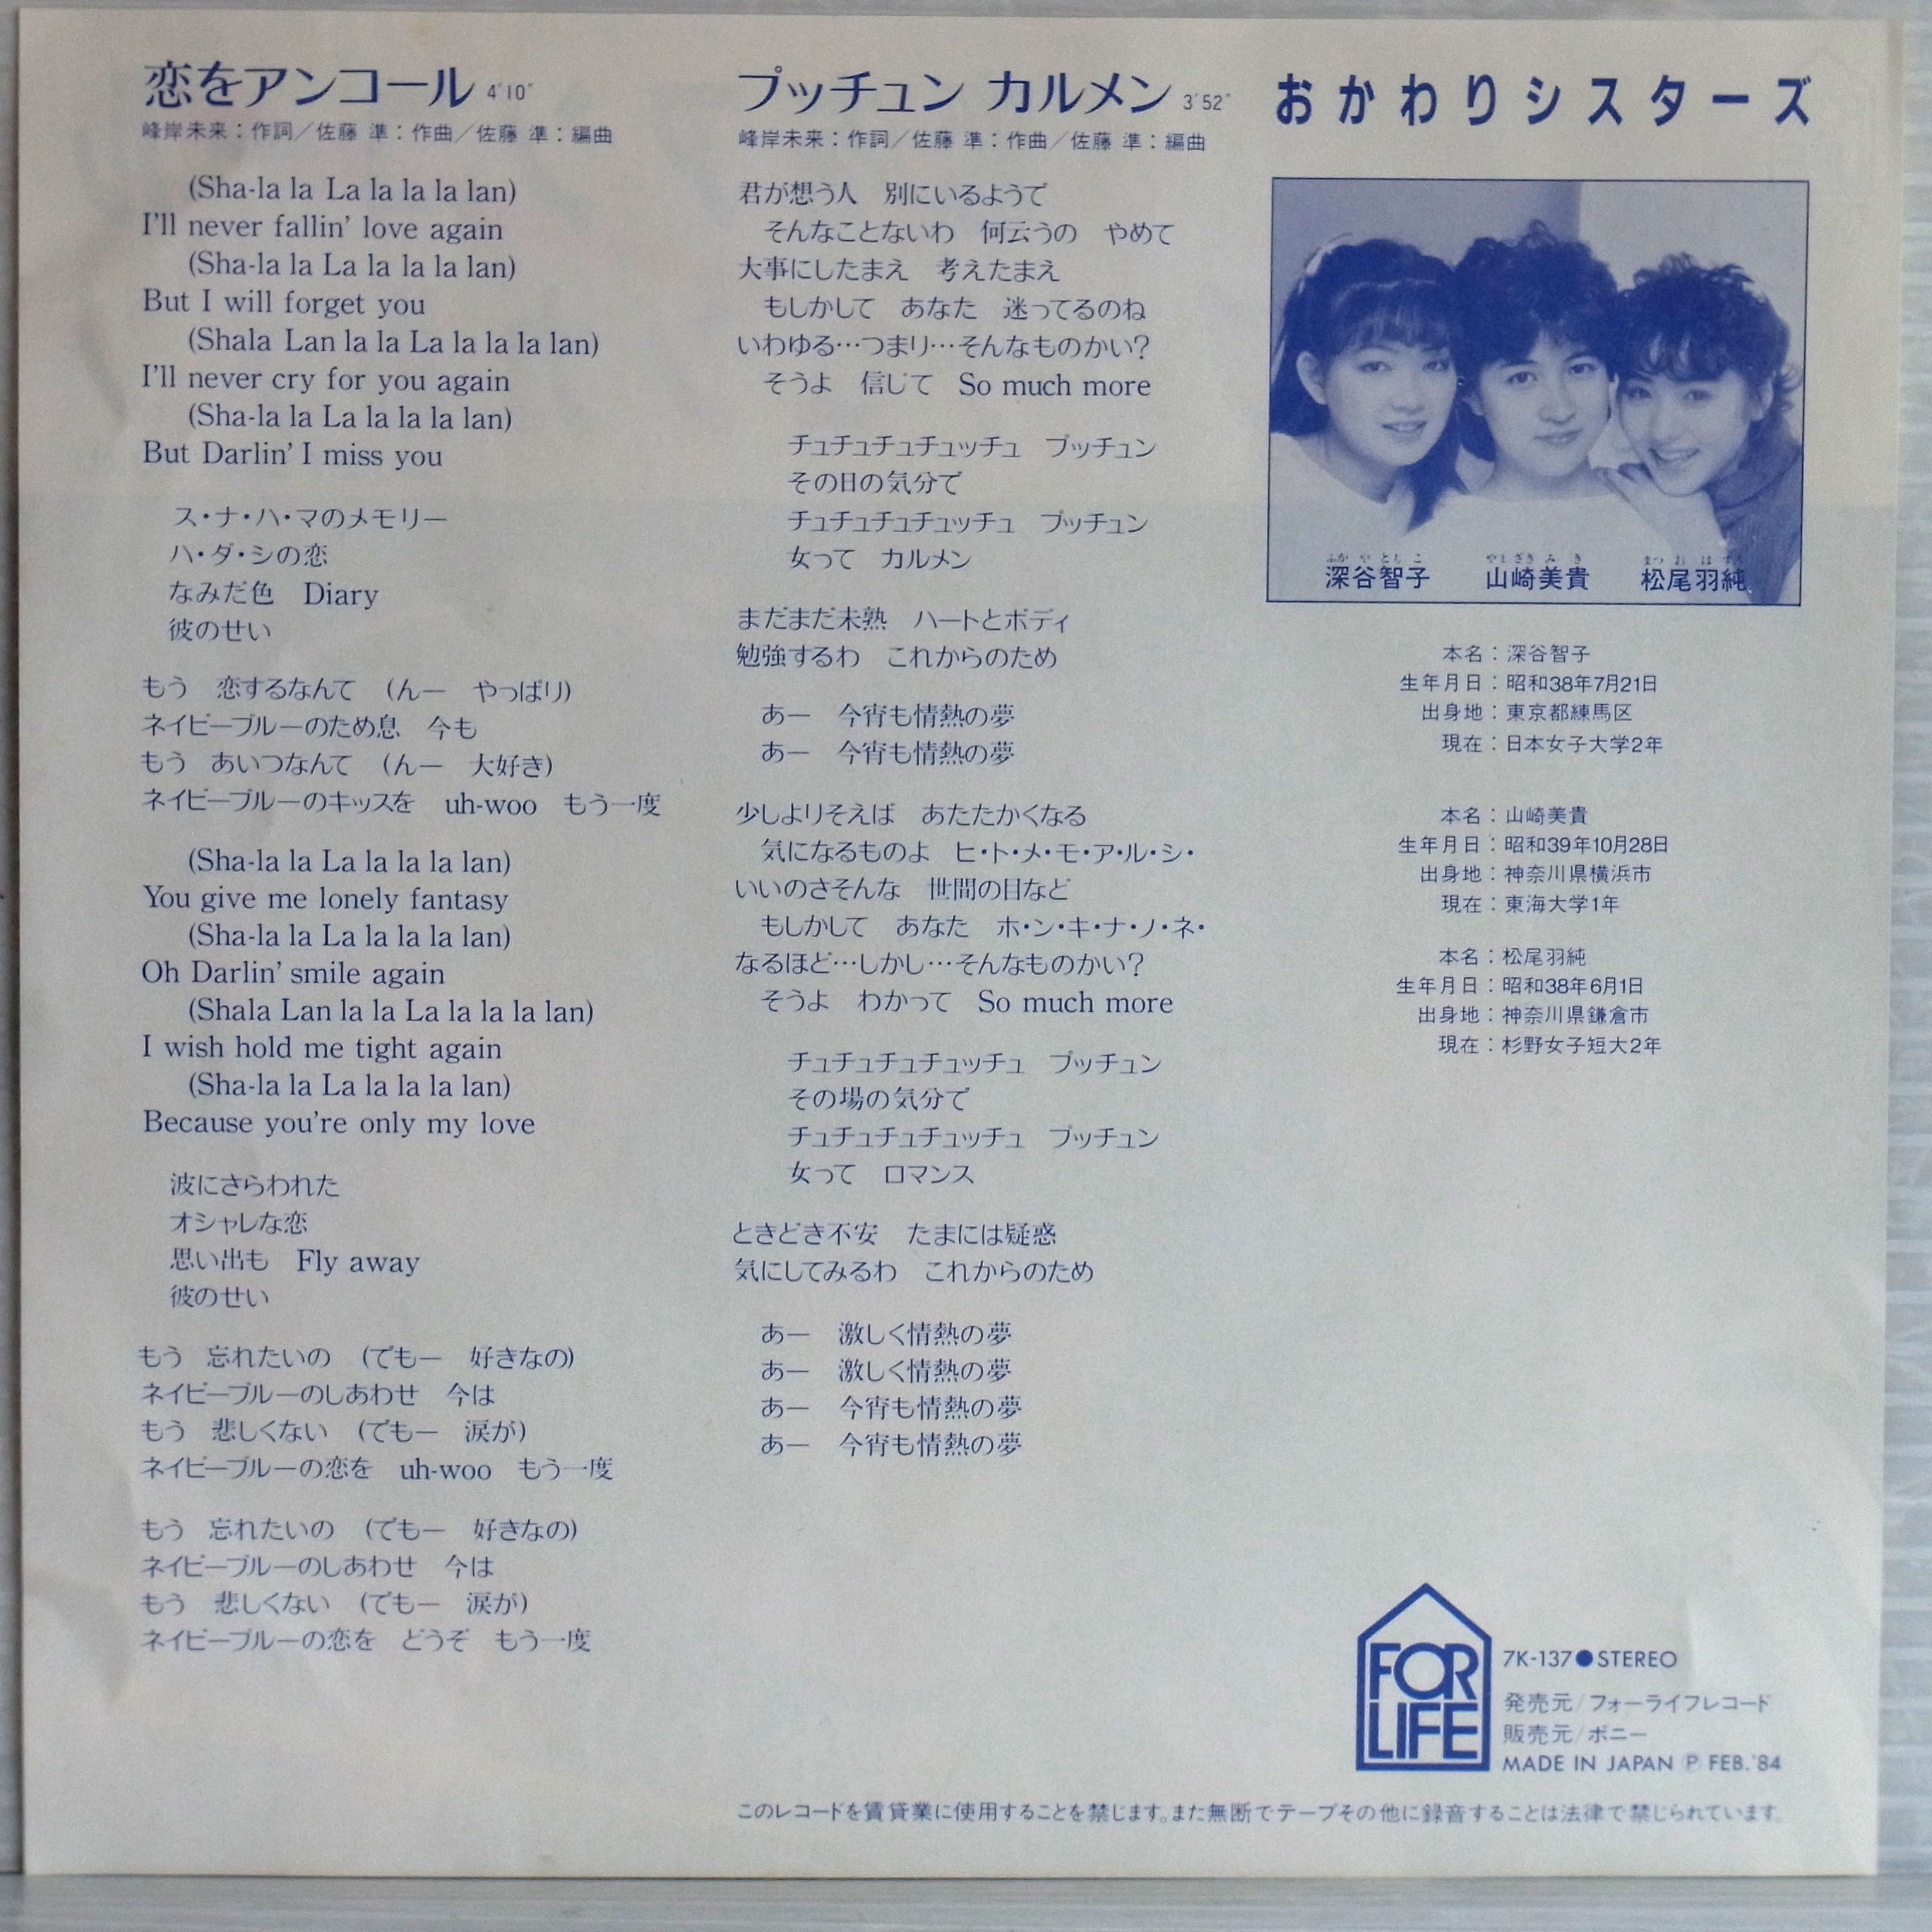 恋をアンコール 4'10"
峰岸未来：作詞／佐藤 準：作曲／佐藤 準：編曲
(Sha-la la La la la la lan)
I'll never fallin' love again
(Sha-la la La la la la lan)
But I will forget you
(Shala Lan la la La la la la lan)
I'll never cry for you again
(Sha-la la La la la la lan)
But Darlin' I miss you
ス・ナ・ハ・マのメモリー
ハ・ダ・シの恋
なみだ色　Diary
彼のせい
もう　恋するなんて　(んー　やっぱり)
ネイビーブルーのため息　今も
もう　あいつなんて　(んー　大好き)
ネイビーブルーのキッスを　uh-woo　もう一度
(Sha-la la La la la la lan)
You give me lonely fantasy
(Sha-la la La la la la lan)
Oh Darlin' smile again
(Shala Lan la la La la la la lan)
I wish hold me tight again
(Sha-la la La la la la lan)
Because you're only my love
波にさらわれた
オシャレな恋
思い出も　Fly away
彼のせい
もう　忘れたいの　(でもー　好きなの)
ネイビーブルーのしあわせ　今は
もう　悲しくない　(でもー　涙が)
ネイビーブルーの恋を　uh-woo　もう一度
もう　忘れたいの　(でもー　好きなの)
ネイビーブルーのしあわせ　今は
もう　悲しくない　(でもー　涙が)
ネイビーブルーの恋を　どうぞ　もう一度
プッチュン カルメン 3'52"
峰岸未来：作詞／佐藤 準：作曲／佐藤 準：編曲
君が想う人　別にいるようで
そんなことないわ　何云うの　やめて
大事にしたまえ　考えたまえ
もしかして　あなた　迷ってるのね
いわゆる…つまり…そんなものかい?
そうよ　信じて　So much more
チュチュチュチュッチュ　プッチュン
その日の気分で
チュチュチュチュッチュ　プッチュン
女って　カルメン
まだまだ未熟　ハートとボディ
勉強するわ　これからのため
あー　今宵も情熱の夢
あー　今宵も情熱の夢
少しよりそえば　あたたかくなる
気になるものよ　ヒ・ト・メ・モ・ア・ル・シ・
いいのさそんな　世間の目など
もしかして　あなた　ホ・ン・キ・ナ・ノ・ネ・
なるほど…しかし…そんなものかい?
そうよ　わかって　So much more
チュチュチュチュッチュ　プッチュン
その場の気分で
チュチュチュチュッチュ　プッチュン
女って　ロマンス
ときどき不安　たまには疑惑
気にしてみるわ　これからのため
あー　激しく情熱の夢
あー　激しく情熱の夢
あー　今宵も情熱の夢
あー　今宵も情熱の夢
おかわりシスターズ
ふかやともこ　やまざきみき　まつおはすみ
深谷智子　山崎美貴　松尾羽純
本名：深谷智子
生年月日：昭和38年7月21日
出身地：東京都練馬区
現在：日本女子大学2年
本名：山崎美貴
生年月日：昭和39年10月28日
出身地：神奈川県横浜市
現在：東海大学1年
本名：松尾羽純
生年月日：昭和38年6月1日
出身地：神奈川県鎌倉市
現在：杉野女子短大2年
FOR
LIFE
7K-137●STEREO
発売元/フォーライフレコード
販売元/ポニー
MADE IN JAPAN Ⓟ FEB.'84
このレコードを賃貸業に使用することを禁じます。また無断でテープその他に録音することは法律で禁じられています。